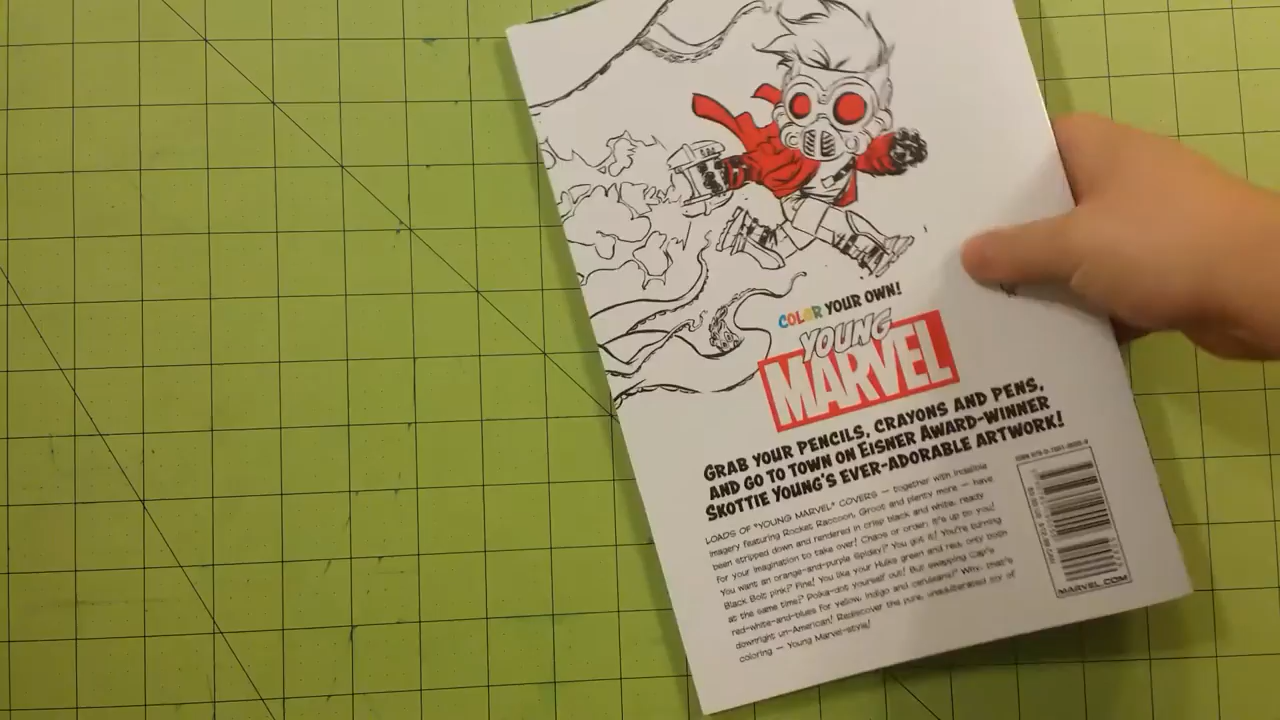 COLOR YOUR OWN!
YOUNG
MARVEL
GRAB YOUR PENCILS, CRAYONS AND PENS,
AND GO TO TOWN ON EISNER AWARD-WINNER
SKOTTIE YOUNG'S EVER-ADORABLE ARTWORK!
LOADS OF "YOUNG MARVEL" COVERS — together with indelible
imagery featuring Rocket Raccoon, Groot and plenty more — have
been stripped down and rendered in crisp black and white, ready
for your imagination to take over! Chaos or order: It's up to you!
You want an orange-and-purple Spidey? You got it! You're turning
Black Bolt pink? Fine! You like your Hulks green and red, only both
at the same time? Polka-dot yourself out! But swapping Cap's
red-white-and-blues for yellow, indigo and cerulean? Why, that's
downright un-American! Rediscover the pure, unadulterated joy of
coloring — Young Marvel-style!
MARVEL.COM